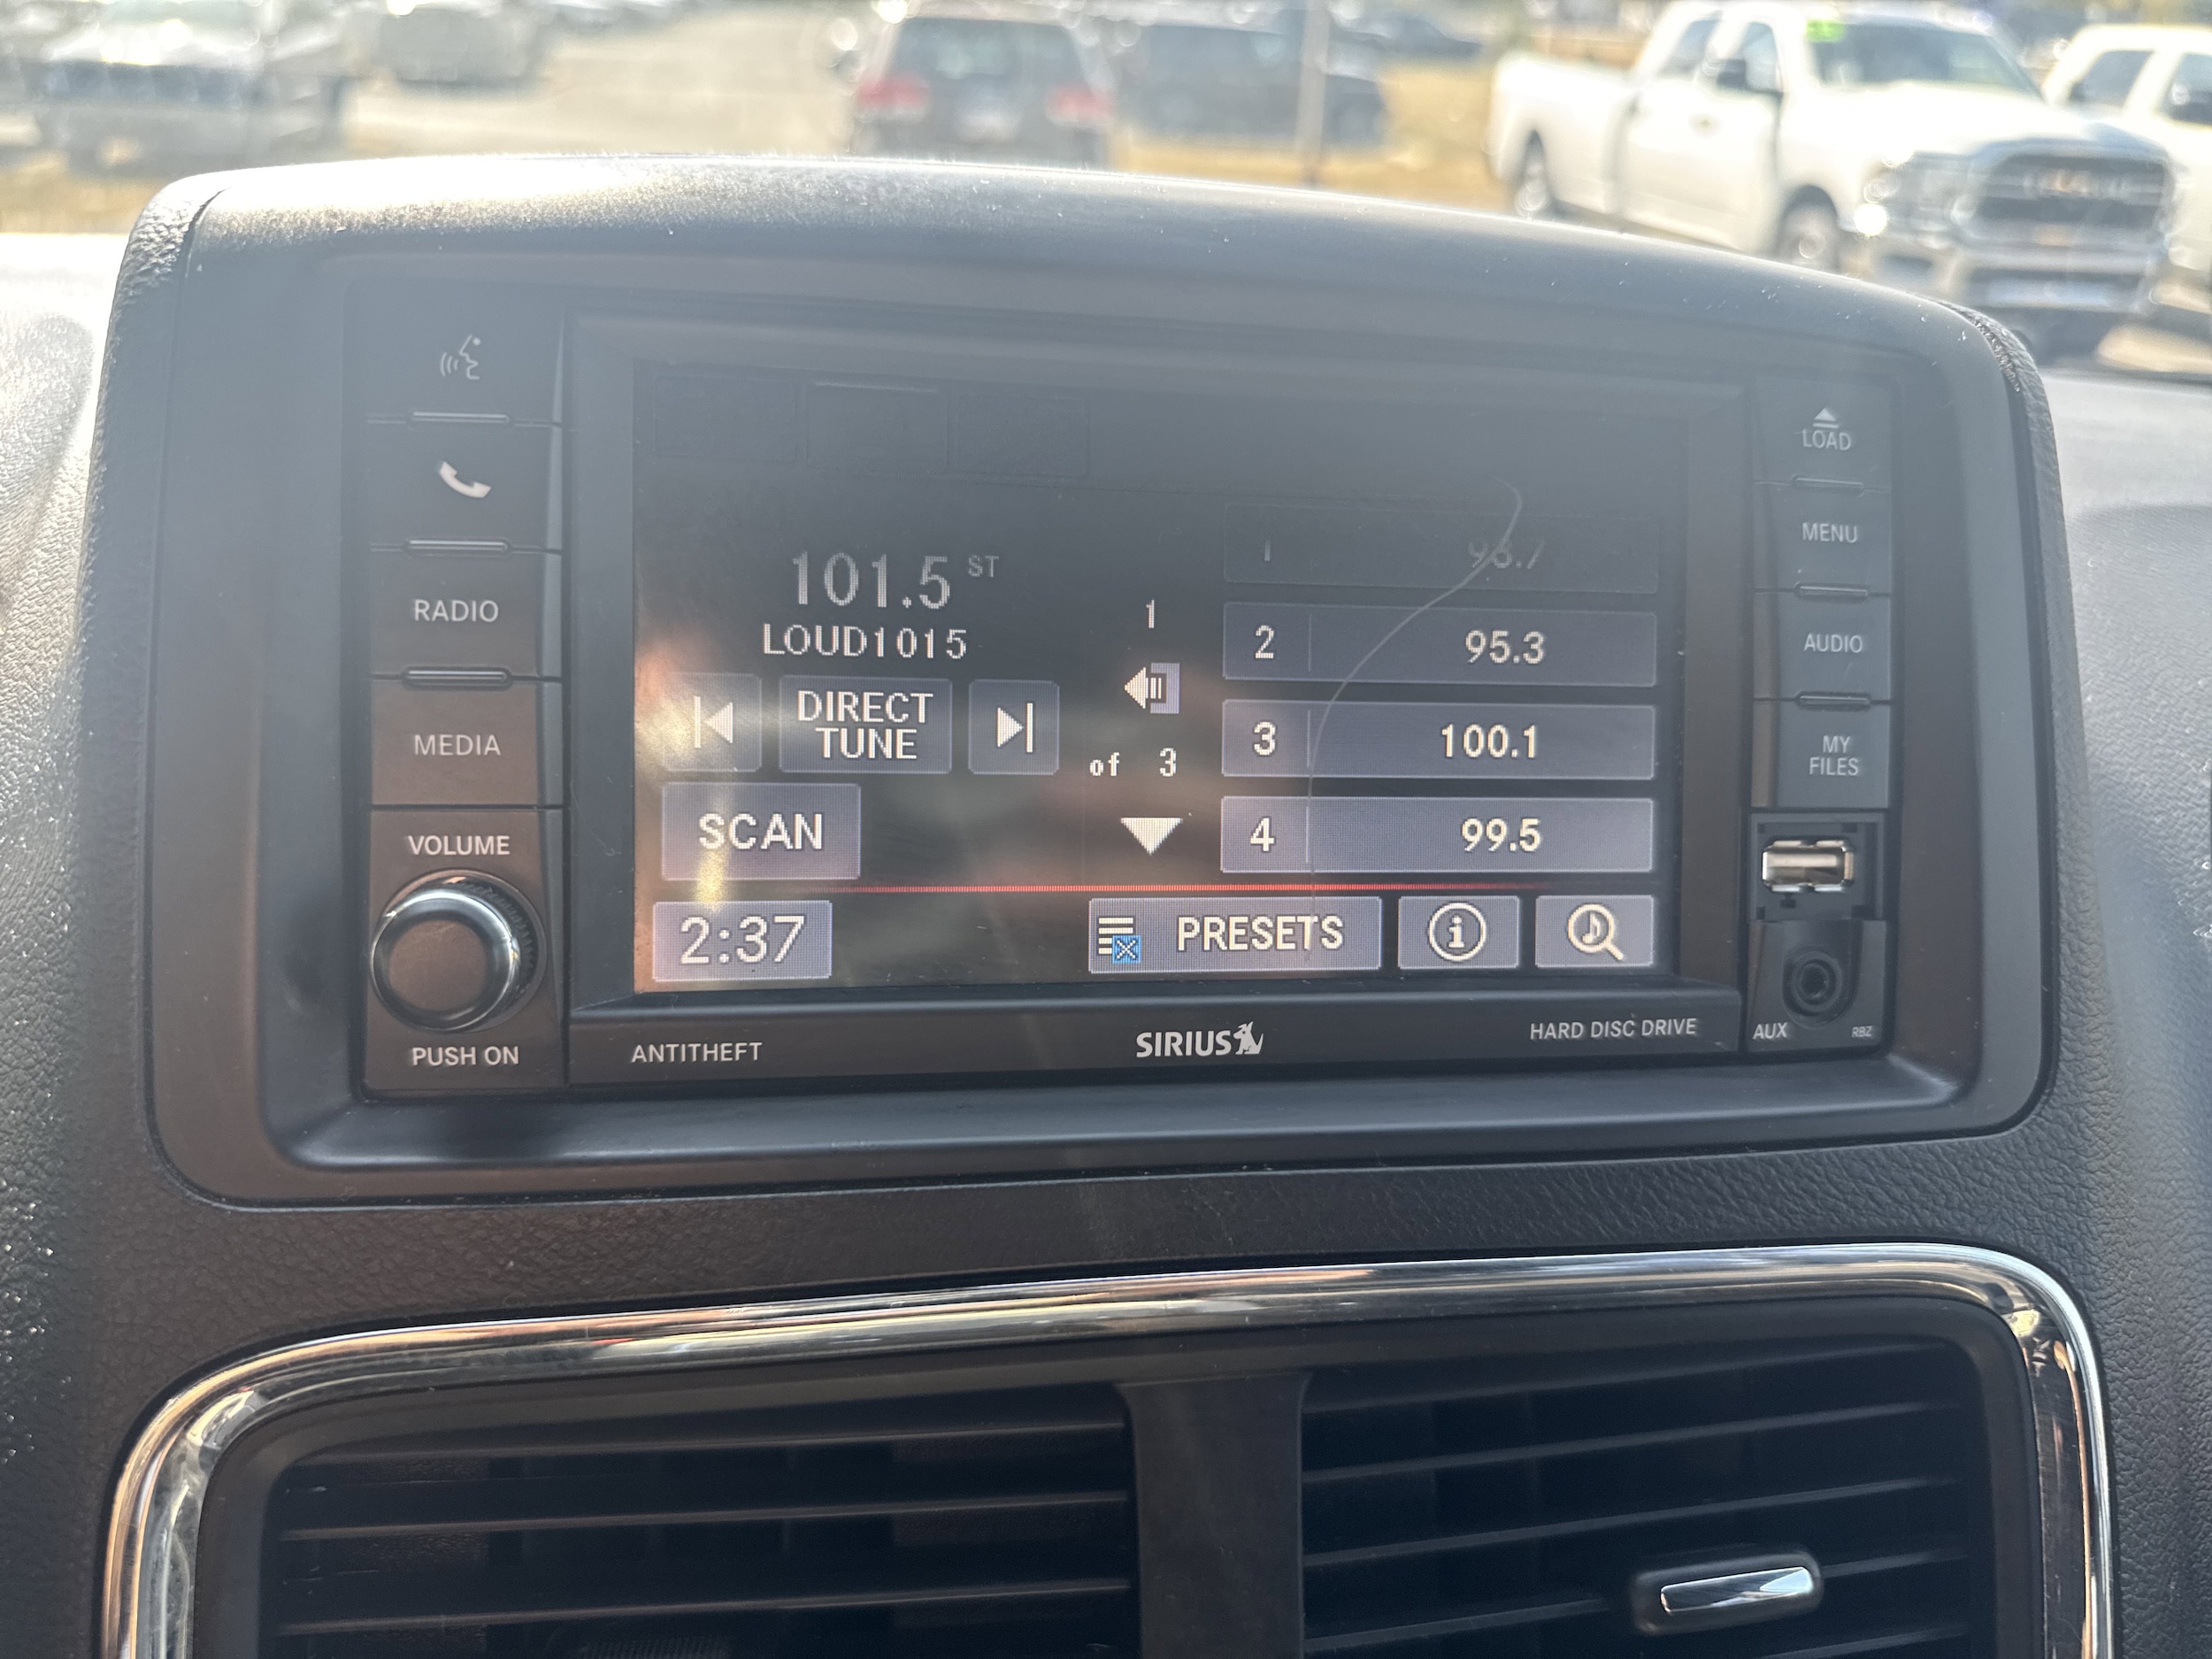 LOAD
MENU
RADIO
AUDIO
MEDIA
MY
FILES
VOLUME
PUSH ON
101.5 ST
LOUD1015
DIRECT
TUNE
SCAN
2:37
1
of 3
1
2 95.3
3 100.1
4 99.5
PRESETS
ANTITHEFT
SIRIUS
HARD DISC DRIVE
AUX
RBZ